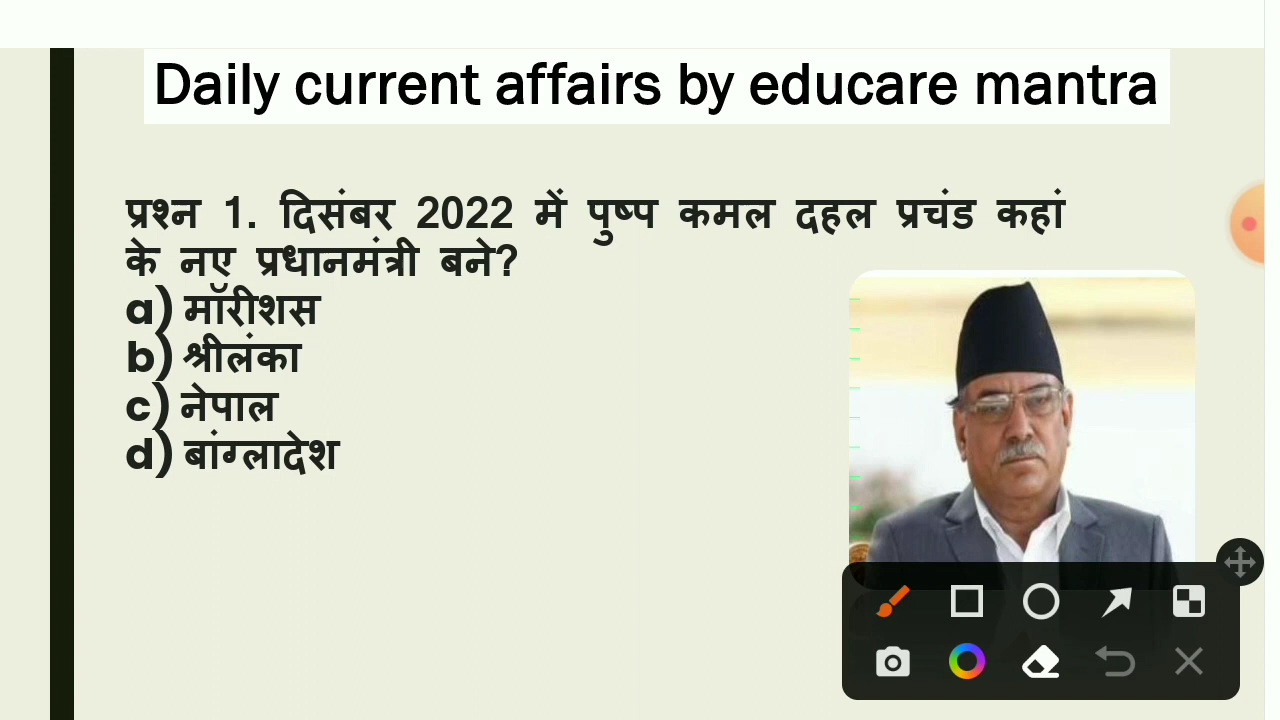 Daily current affairs by educare mantra
प्रश्न 1. दिसंबर 2022 में पुष्प कमल दहल प्रचंड कहां
के नए प्रधानमंत्री बने?
a) मॉरीशस
b) श्रीलंका
c) नेपाल
d) बांग्लादेश